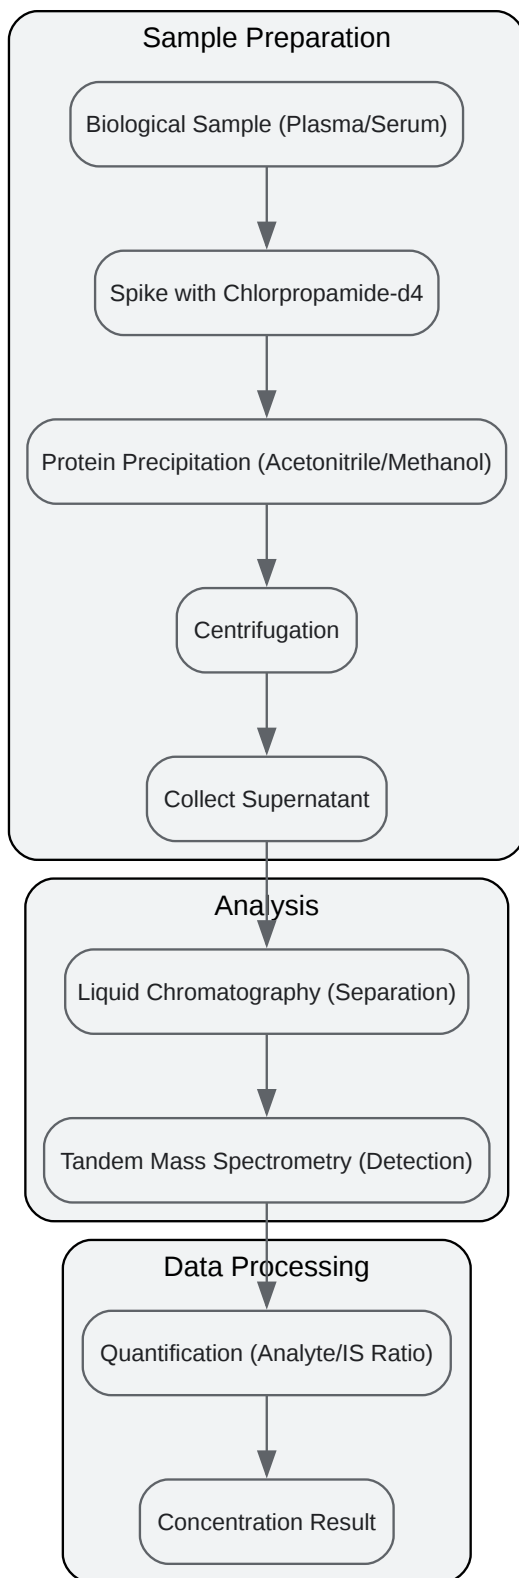 Sample Preparation
Biological Sample (Plasma/Serum)
Spike with Chlorpropamide-d4
Protein Precipitation (Acetonitrile/Methanol)
Centrifugation
Collect Supernatant
Analysis
Liquid Chromatography (Separation)
Tandem Mass Spectrometry (Detection)
Data Processing
Quantification (Analyte/IS Ratio)
Concentration Result